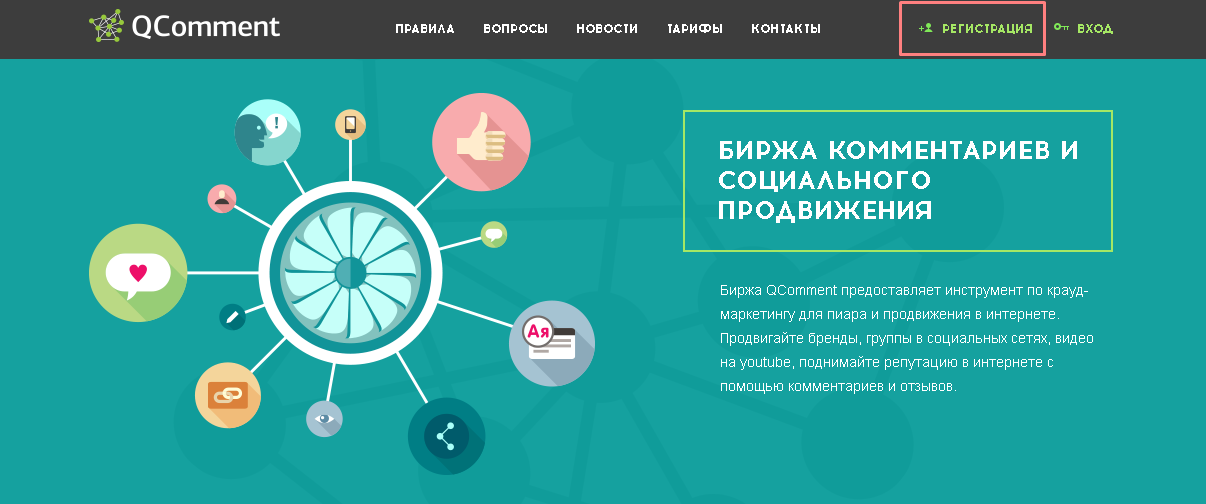 QComment
ПРАВИЛА ВОПРОСЫ НОВОСТИ ТАРИФЫ КОНТАКТЫ РЕГИСТРАЦИЯ ВХОД
!
Ая
БИРЖА КОММЕНТАРИЕВ И
СОЦИАЛЬНОГО
ПРОДВИЖЕНИЯ
Биржа QComment предоставляет инструмент по крауд-
маркетингу для пиара и продвижения в интернете.
Продвигайте бренды, группы в социальных сетях, видео
на youtube, поднимайте репутацию в интернете с
помощью комментариев и отзывов.